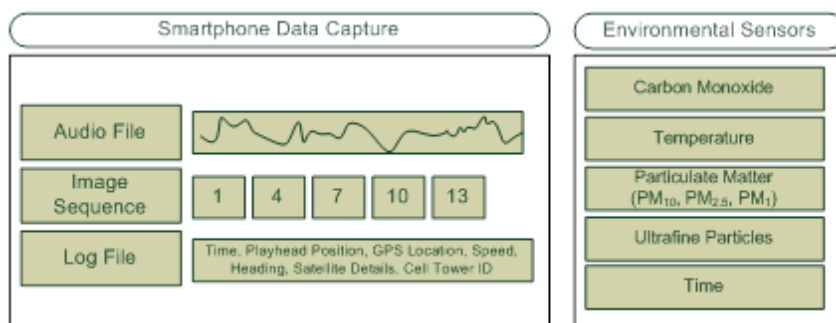 Smartphone Data Capture
Audio File
Image
Sequence
1 4 7 10 13
Log File
Time, Playhead Position, GPS Location, Speed,
Heading, Satellite Details, Cell Tower ID
Environmental Sensors
Carbon Monoxide
Temperature
Particulate Matter
(PM₁₀, PM₂.₅, PM₁)
Ultrafine Particles
Time